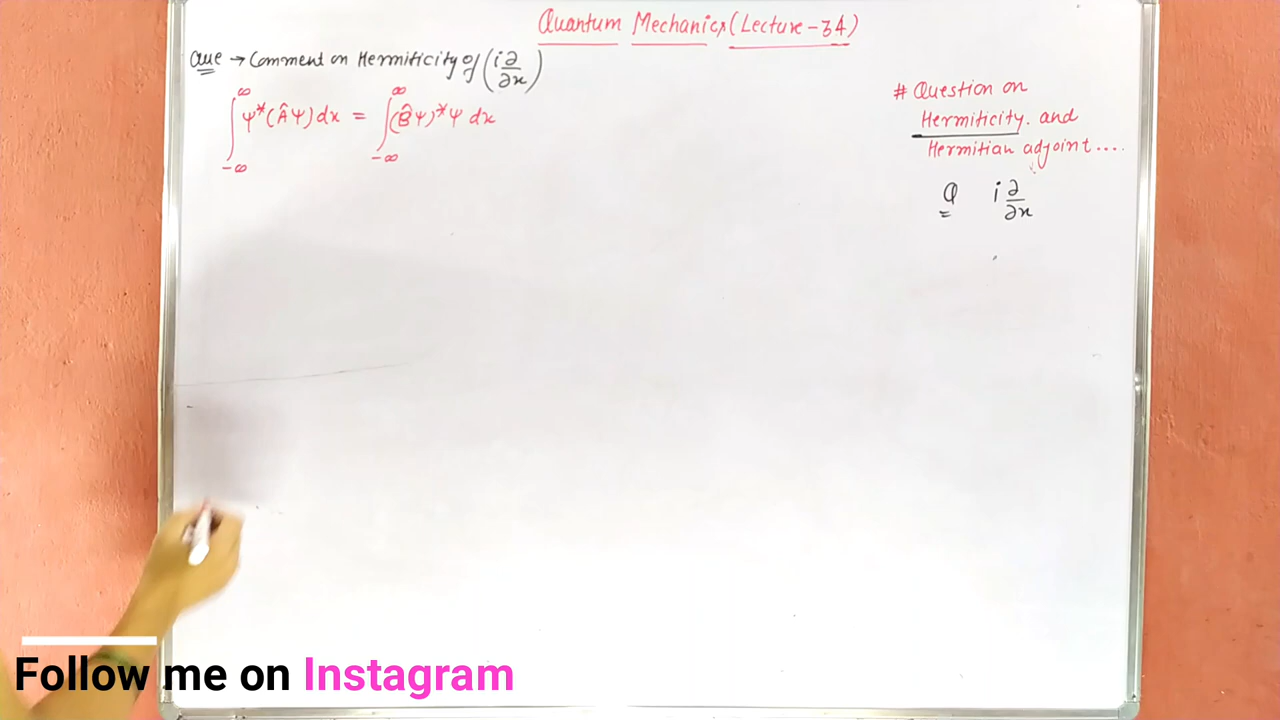 Quantum Mechanics (Lecture-34)
Que → Comment on Hermiticity of (i∂/∂x)
∫_{-∞}^{∞} Ψ*(ÂΨ)dx = ∫_{-∞}^{∞} (B̂Ψ)*Ψ dx
# Question on
Hermiticity. and
Hermitian adjoint....
Q i∂/∂x
Follow me on Instagram